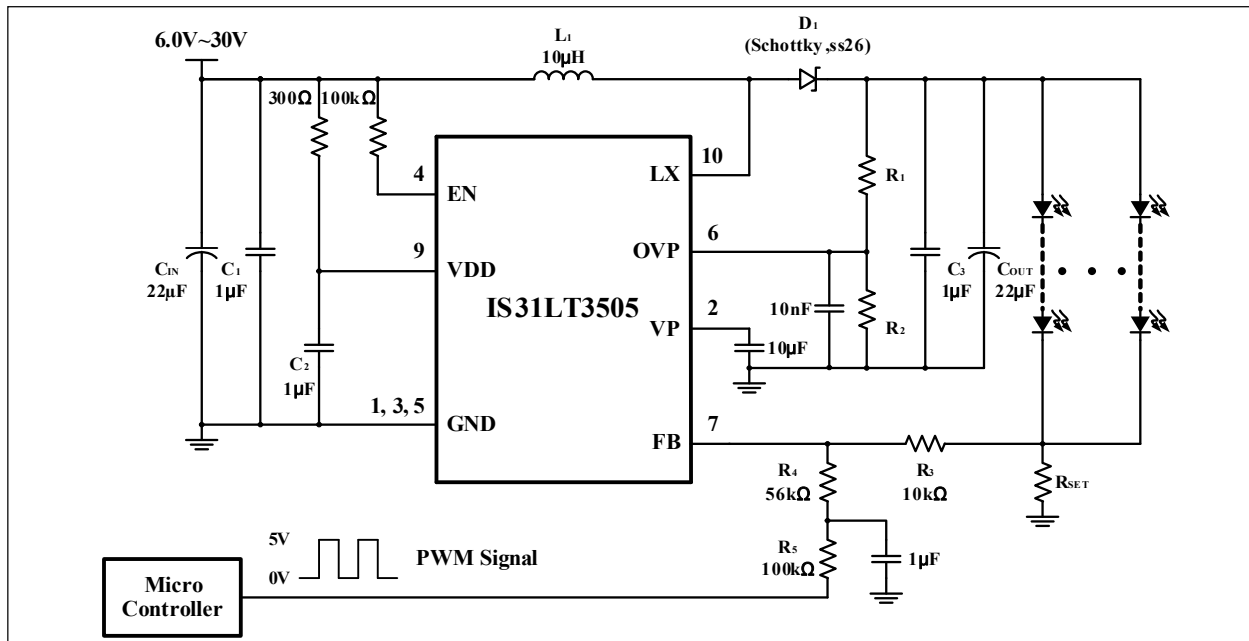 6.0V~30V
L1
10µH
D1
(Schottky,ss26)
300Ω 100kΩ
4
EN
LX
10
R1
6
OVP
9
VDD
CIN
22µF
C1
1µF
IS31LT3505
C3
1µF
COUT
22µF
2
VP
10nF
R2
10µF
C2
1µF
1, 3, 5
GND
7
FB
R4
56kΩ
R3
10kΩ
RSET
5V
0V
PWM Signal
R5
100kΩ
1µF
Micro
Controller